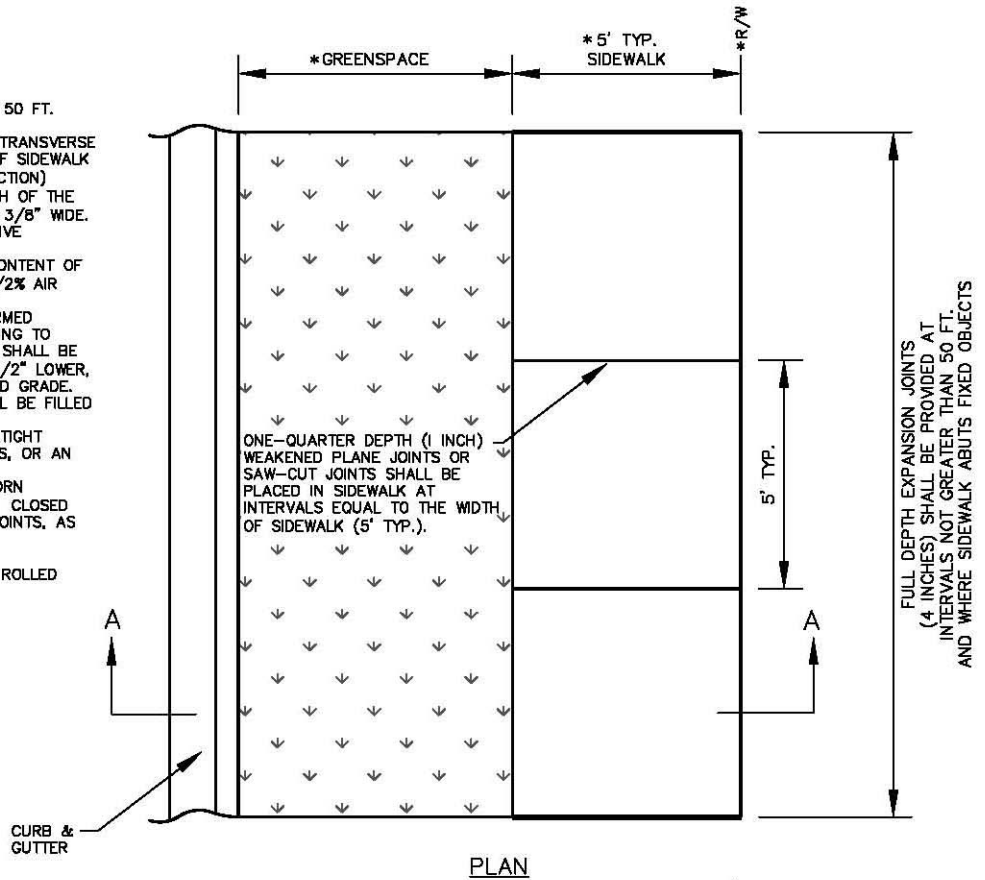 50 FT.
TRANSVERSE
F SIDEWALK
CTION)
H OF THE
3/8" WIDE.
IVE
ONTENT OF
/2% AIR
RMED
NG TO
SHALL BE
/2" LOWER,
D GRADE.
L BE FILLED
TIGHT
S, OR AN
ORN
CLOSED
OINTS, AS
ROLLED
*GREENSPACE
*5' TYP.
SIDEWALK
*R/W
ONE-QUARTER DEPTH (1 INCH)
WEAKENED PLANE JOINTS OR
SAW-CUT JOINTS SHALL BE
PLACED IN SIDEWALK AT
INTERVALS EQUAL TO THE WIDTH
OF SIDEWALK (5' TYP.).
5' TYP.
FULL DEPTH EXPANSION JOINTS
(4 INCHES) SHALL BE PROVIDED AT
INTERVALS NOT GREATER THAN 50 FT.
AND WHERE SIDEWALK ABUTS FIXED OBJECTS
A
A
CURB &
GUTTER
PLAN